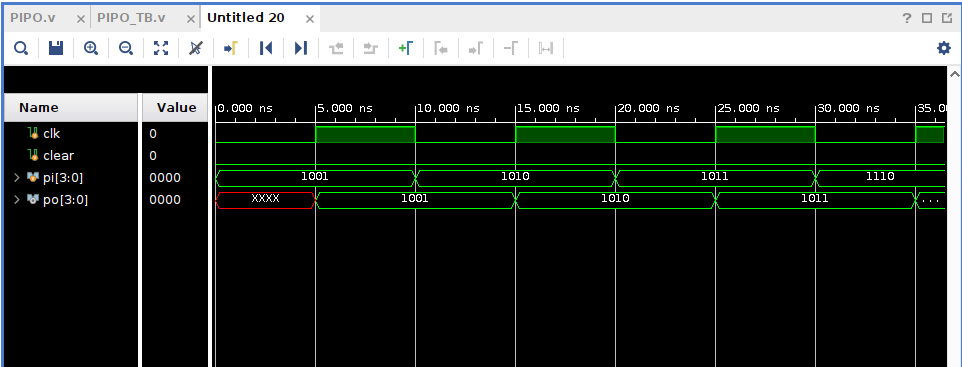 PIPO.v × PIPO_TB.v × Untitled 20 × ?
Name Value 0.000 ns 5.000 ns 10.000 ns 15.000 ns 20.000 ns 25.000 ns 30.000 ns 35.0
clk 0
clear 0
pi[3:0] 0000 1001 1010 1011 1110
po[3:0] 0000 XXXX 1001 1010 1011 ...